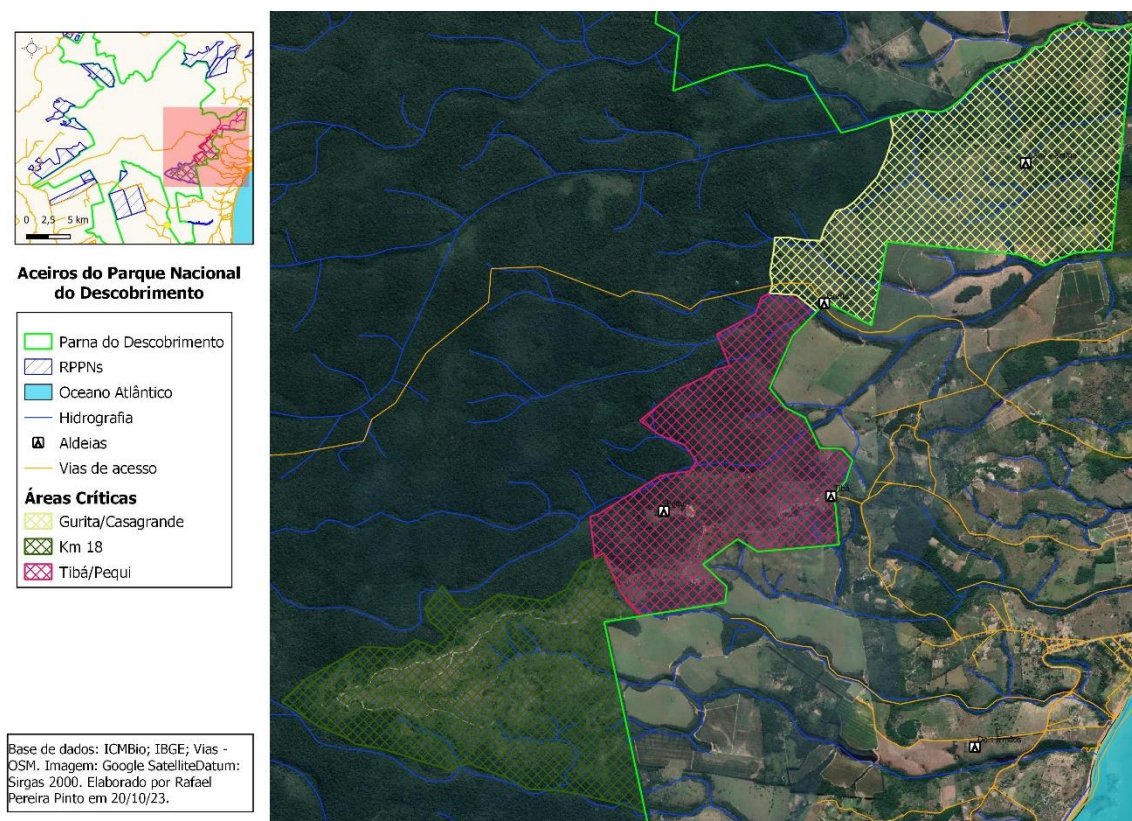 0 2,5 5 km
Aceiros do Parque Nacional
do Descobrimento
Parna do Descobrimento
RPPNs
Oceano Atlântico
Hidrografia
Aldeias
Vias de acesso
Áreas Críticas
Gurita/Casagrande
Km 18
Tibá/Pequi
Base de dados: ICMBio; IBGE; Vias -
OSM. Imagem: Google SatelliteDatum:
Sirgas 2000. Elaborado por Rafael
Pereira Pinto em 20/10/23.
Tibá